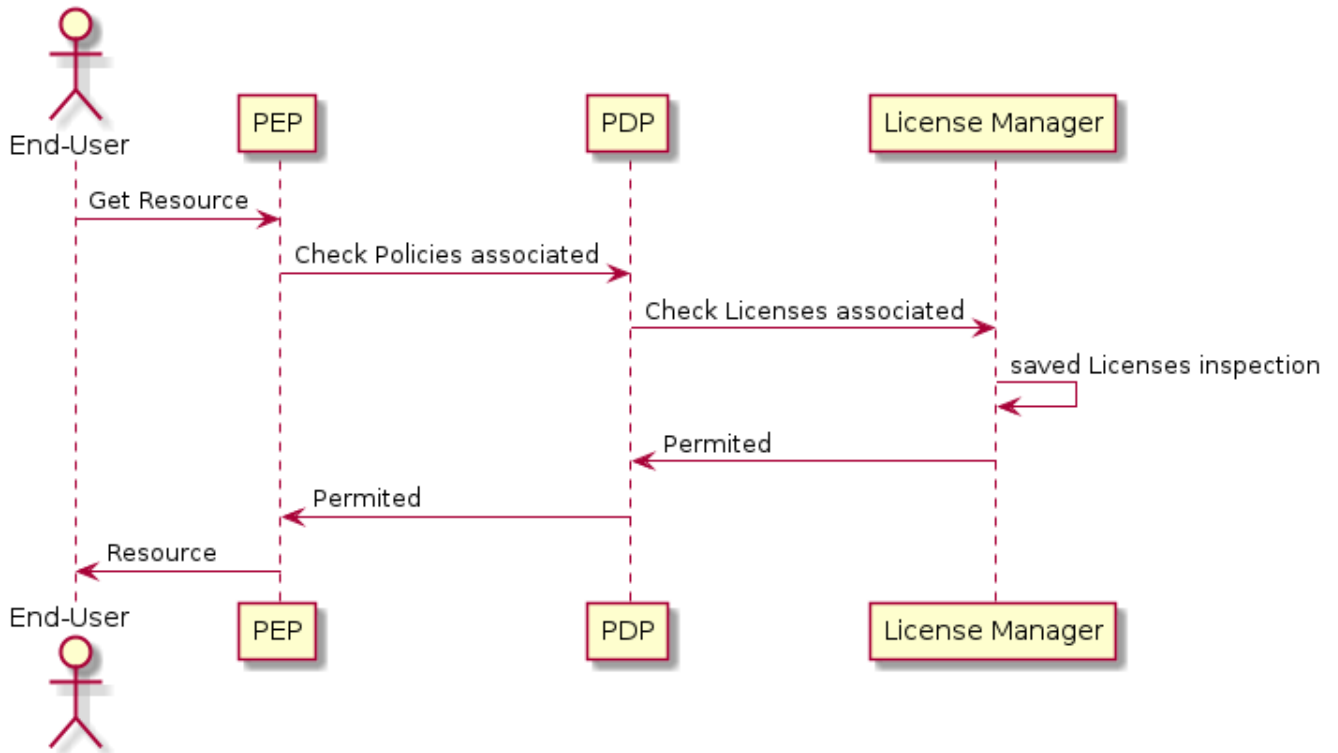 End-User
PEP
PDP
License Manager
Get Resource
Check Policies associated
Check Licenses associated
saved Licenses inspection
Permited
Permited
Resource
End-User
PEP
PDP
License Manager